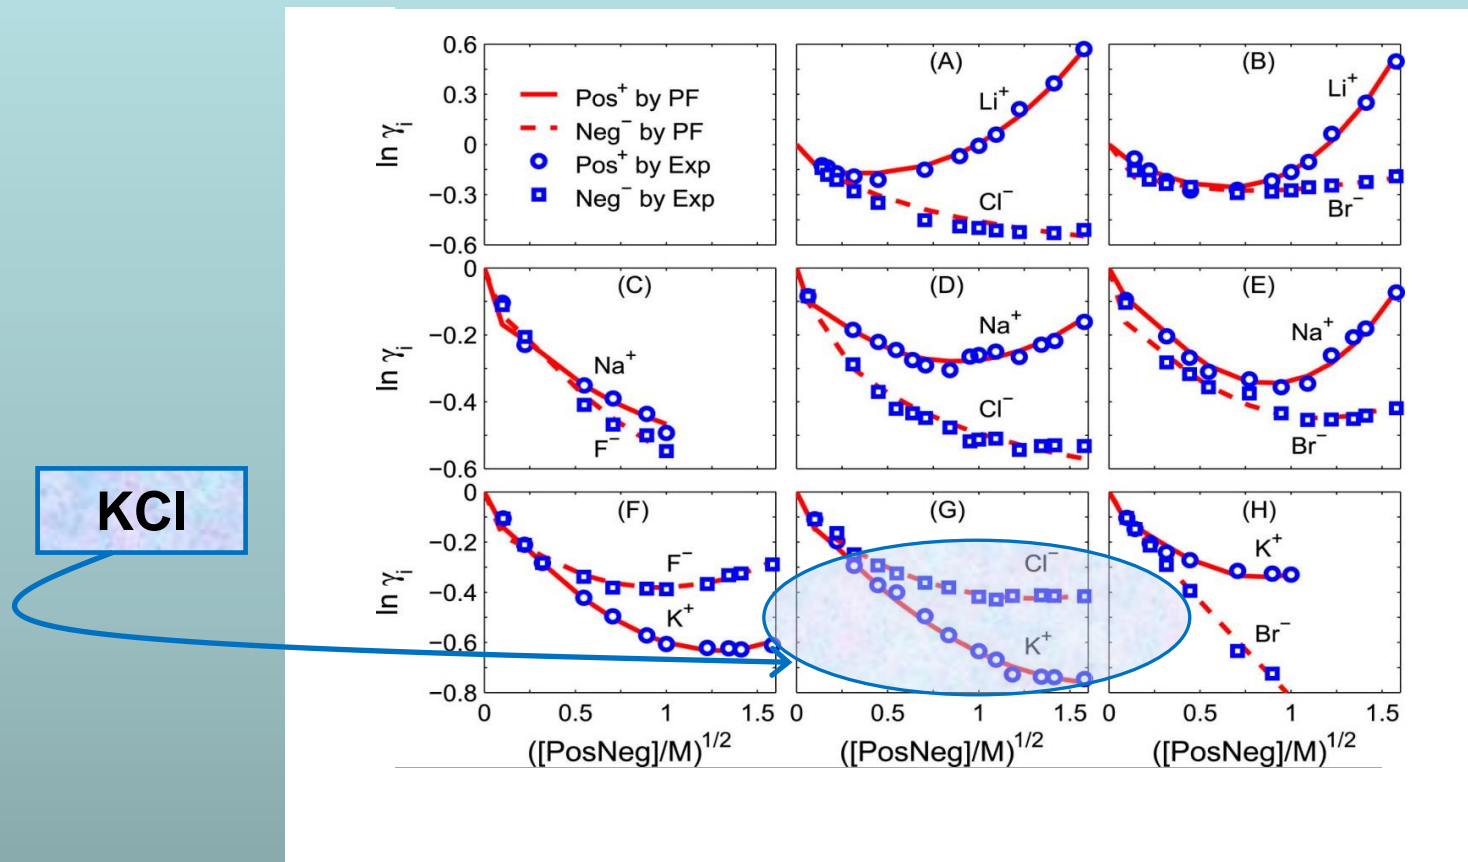 KCl
0.6
0.3
0
−0.3
−0.6
ln γi
Pos+ by PF
Neg− by PF
Pos+ by Exp
Neg− by Exp
(A)
Li+
Cl−
(B)
Li+
Br−
0
−0.2
−0.4
−0.6
ln γi
(C)
Na+
F−
(D)
Na+
Cl−
(E)
Na+
Br−
0
−0.2
−0.4
−0.6
−0.8
ln γi
(F)
F−
K+
(G)
Cl−
K+
(H)
K+
Br−
0 0.5 1 1.5 0 0.5 1 1.5 0 0.5 1 1.5
([PosNeg]/M)1/2 ([PosNeg]/M)1/2 ([PosNeg]/M)1/2